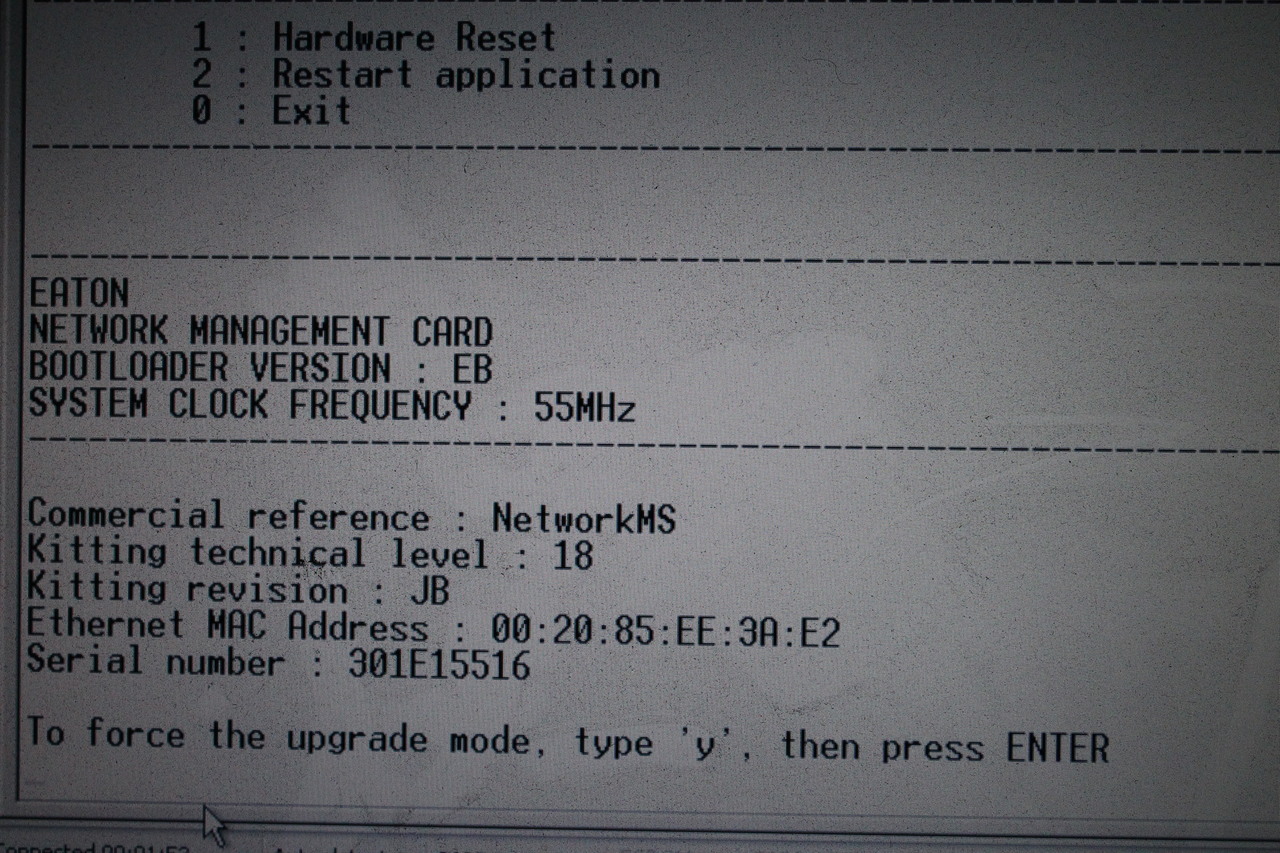 1 : Hardware Reset
2 : Restart application
0 : Exit
EATON
NETWORK MANAGEMENT CARD
BOOTLOADER VERSION : EB
SYSTEM CLOCK FREQUENCY : 55MHz
Commercial reference : NetworkMS
Kitting technical level : 18
Kitting revision : JB
Ethernet MAC Address : 00:20:85:EE:3A:E2
Serial number : 301E15516
To force the upgrade mode, type 'y', then press ENTER